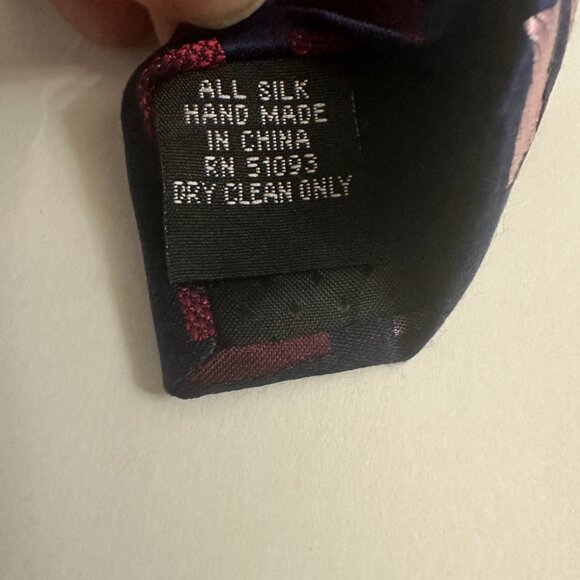 ALL SILK
HAND MADE
IN CHINA
RN 51093
DRY CLEAN ONLY